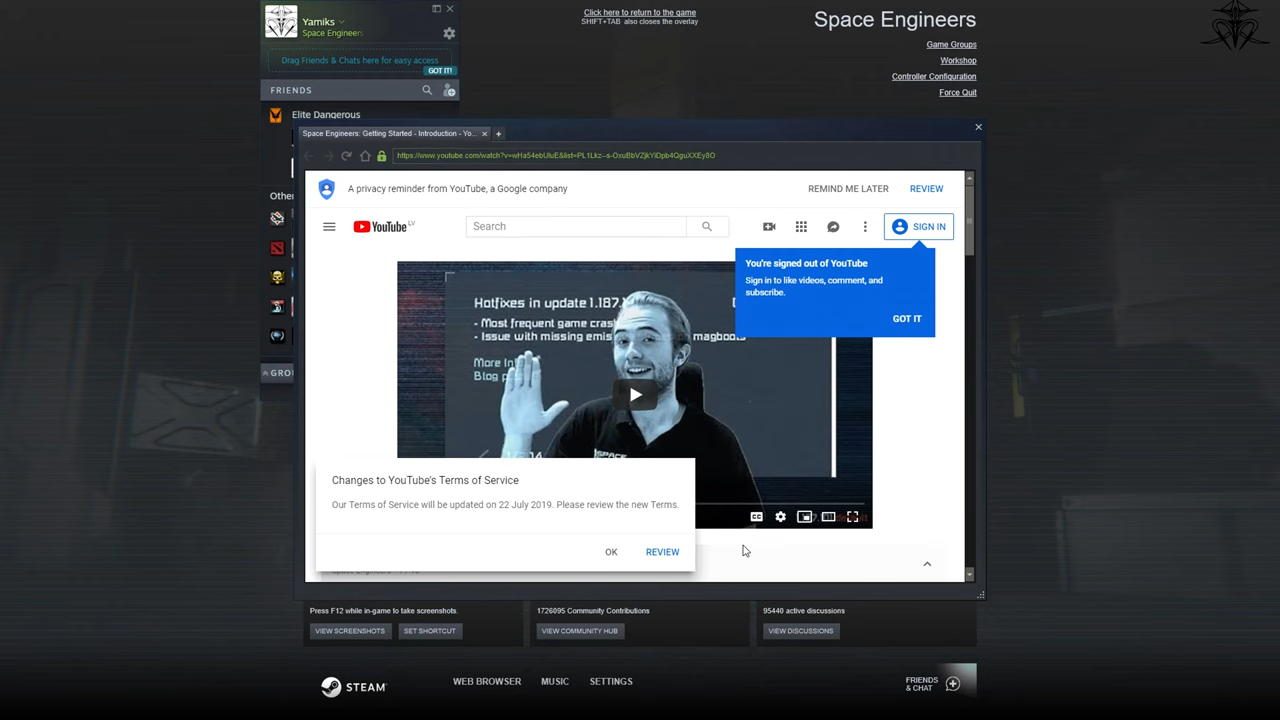 Yamiks
Space Engineers
Drag Friends & Chats here for easy access
GOT IT!
FRIENDS
Elite Dangerous
Click here to return to the game
SHIFT+TAB also closes the overlay
Space Engineers
Game Groups
Workshop
Controller Configuration
Force Quit
Space Engineers: Getting Started - Introduction - Yo...
A privacy reminder from YouTube, a Google company
REMIND ME LATER
REVIEW
YouTube LV
Search
SIGN IN
You're signed out of YouTube
Sign in to like videos, comment, and
subscribe.
GOT IT
Hotfixes in update 1.187.
- Most frequent game cras
- Issue with missing emis
magboots
More In
Blog p
SPACE
Changes to YouTube's Terms of Service
Our Terms of Service will be updated on 22 July 2019. Please review the new Terms.
OK
REVIEW
Press F12 while in-game to take screenshots.
VIEW SCREENSHOTS
SET SHORTCUT
1726095 Community Contributions
VIEW COMMUNITY HUB
95440 active discussions
VIEW DISCUSSIONS
STEAM
WEB BROWSER
MUSIC
SETTINGS
FRIENDS
& CHAT